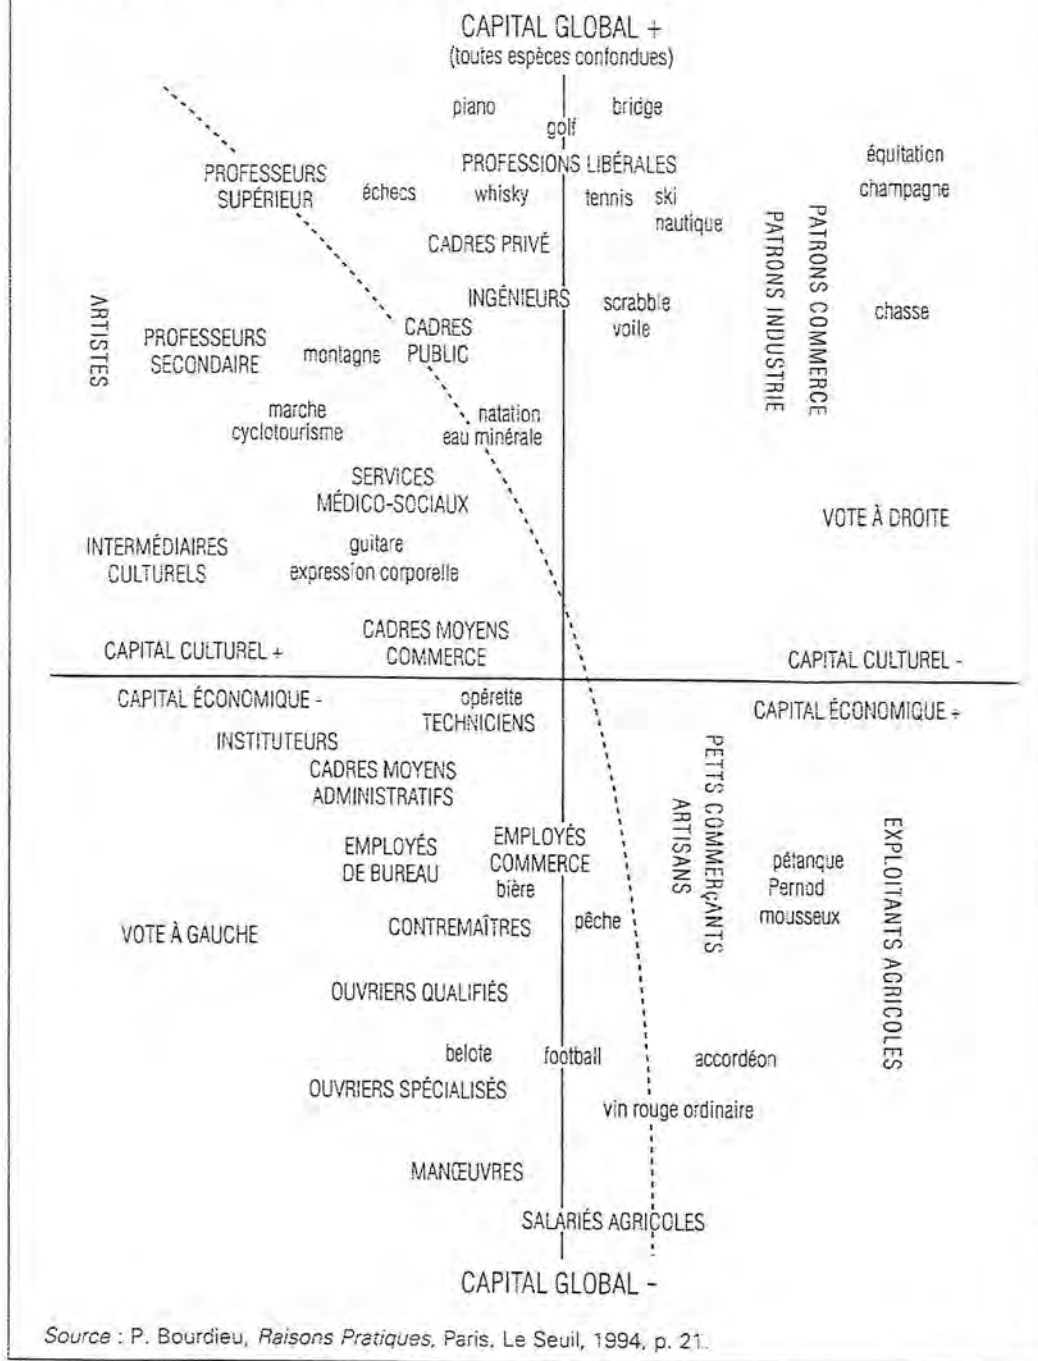 CAPITAL GLOBAL +
(toutes espèces confondues)
piano
bridge
golf
PROFESSIONS LIBÉRALES
équitation
champagne
PROFESSEURS
SUPÉRIEUR
échecs
whisky
tennis
ski
nautique
PATRONS INDUSTRIE
PATRONS COMMERCE
CADRES PRIVÉ
INGÉNIEURS
scrabble
voile
chasse
ARTISTES
PROFESSEURS
SECONDAIRE
montagne
CADRES
PUBLIC
marche
cyclotourisme
natation
eau minérale
SERVICES
MÉDICO-SOCIAUX
VOTE À DROITE
INTERMÉDIAIRES
CULTURELS
guitare
expression corporelle
CADRES MOYENS
COMMERCE
CAPITAL CULTUREL +
CAPITAL CULTUREL -
CAPITAL ÉCONOMIQUE -
CAPITAL ÉCONOMIQUE +
opérette
TECHNICIENS
INSTITUTEURS
CADRES MOYENS
ADMINISTRATIFS
PETTS COMMERÇANTS
ARTISANS
EMPLOYÉS
DE BUREAU
EMPLOYÉS
COMMERCE
bière
pétanque
Pernod
mousseux
EXPLOITANTS AGRICOLES
VOTE À GAUCHE
CONTREMAÎTRES
pêche
OUVRIERS QUALIFIÉS
belote
football
accordéon
OUVRIERS SPÉCIALISÉS
vin rouge ordinaire
MANŒUVRES
SALARIÉS AGRICOLES
CAPITAL GLOBAL -
Source : P. Bourdieu, Raisons Pratiques, Paris, Le Seuil, 1994, p. 21.